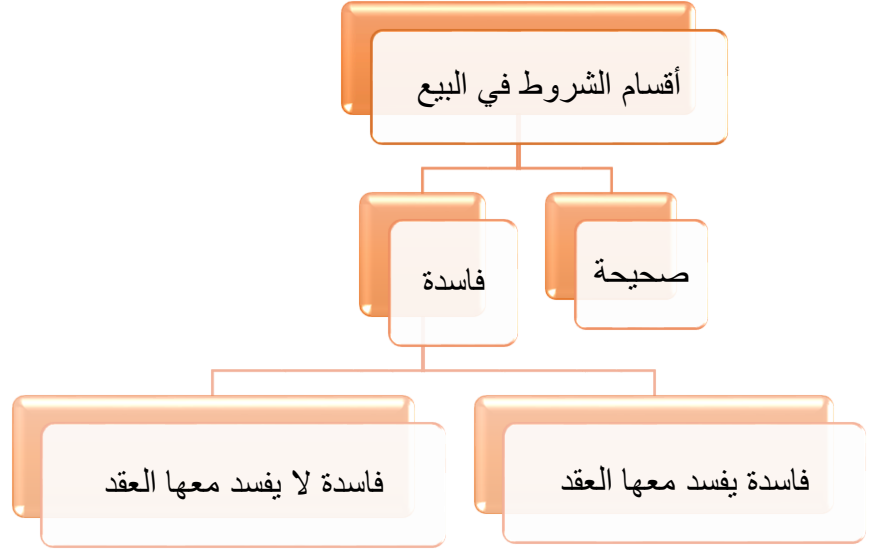 أقسام الشروط في البيع
صحيحة
فاسدة
فاسدة يفسد معها العقد
فاسدة لا يفسد معها العقد